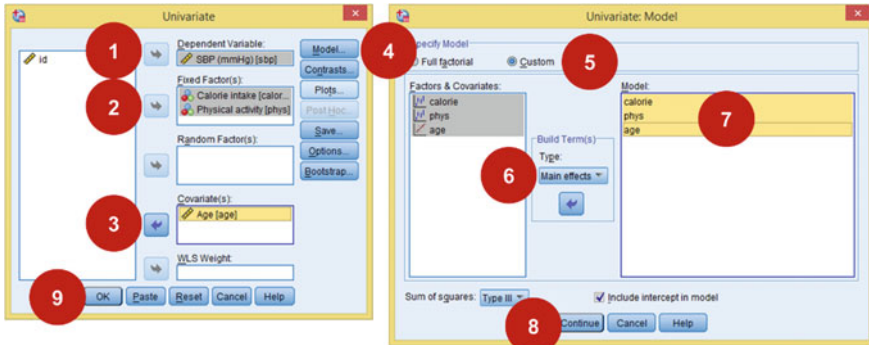 Univariate
id
1
Dependent Variable:
SBP (mmHg) [sbp]
2
Fixed Factor(s):
Calorie intake [calor...
Physical activity [phys]
Random Factor(s):
3
Covariate(s):
Age [age]
WLS Weight:
Model...
Contrasts...
Plots...
Post Hoc...
Save...
Options...
Bootstrap...
9
OK Paste Reset Cancel Help
Univariate: Model
4
Specify Model
Full factorial Custom
5
Factors & Covariates:
calorie
phys
age
Build Term(s)
Type:
6
Main effects
Model:
calorie
phys
age
7
Sum of squares: Type III Include intercept in model
8
Continue Cancel Help